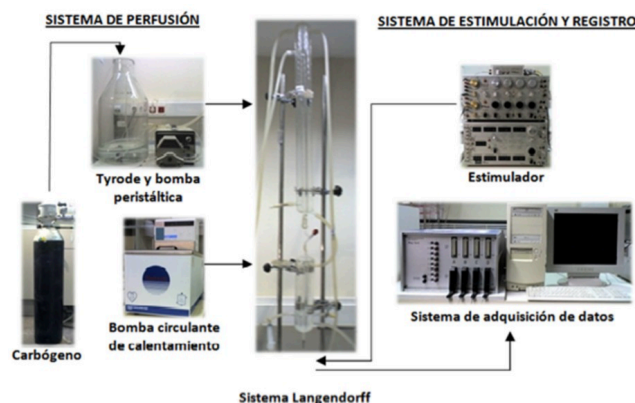 SISTEMA DE PERFUSIÓN
SISTEMA DE ESTIMULACIÓN Y REGISTRO
Tyrode y bomba
peristáltica
Estimulador
Bomba circulante
de calentamiento
Carbógeno
Sistema de adquisición de datos
Sistema Langendorff